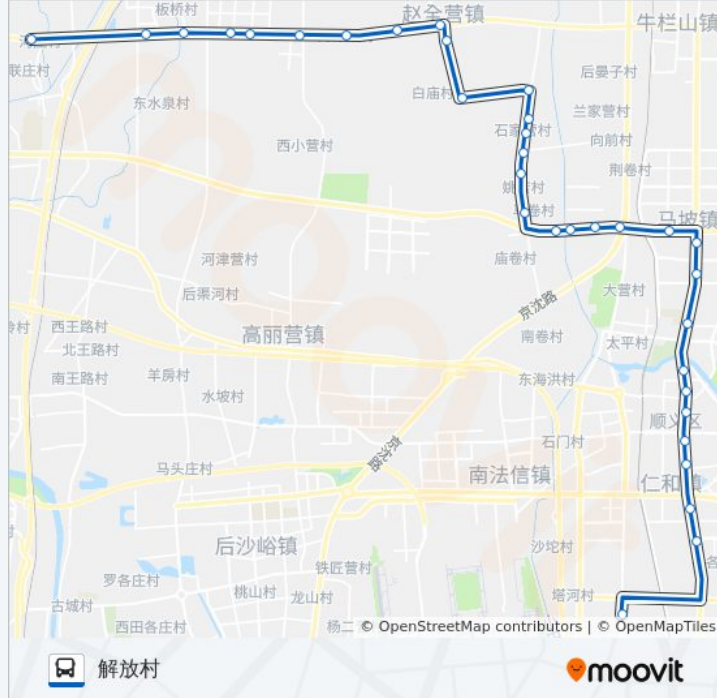 板桥村
赵全营镇
牛栏山镇
联庄村
后晏子村
白庙村
东水泉村
兰家营村
石家营村
向前村
西小营村
荆卷村
马坡镇
河津营村
庙卷村
后渠河村
大营村
京沈路
西王路村
高丽营镇
南卷村
太平村
北王路村
南王路村
羊房村
东海洪村
水坡村
顺义区
石门村
京沈路
马头庄村
南法信镇
仁和镇
后沙峪镇
沙坨村
铁匠营村
罗各庄村
桃山村
龙山村
塔河村
古城村
西田各庄村
杨二
© OpenStreetMap contributors | © OpenMapTiles
解放村
moovit